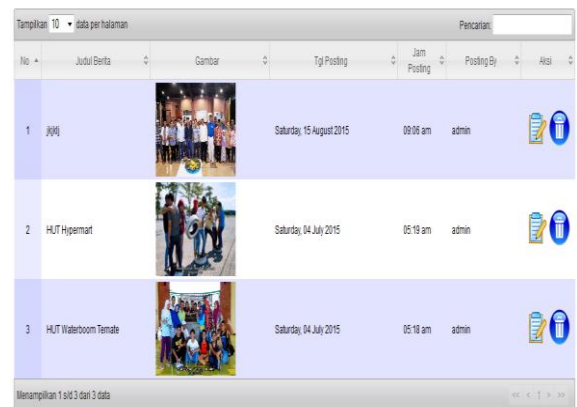 Tampilkan 10 data per halaman Pencarian:
No Judul Berita Gambar Tgl Posting Jam Posting Posting By Aksi
1 jkjkfj Saturday, 15 August 2015 09:06 am admin
2 HUT Hypermart Saturday, 04 July 2015 05:19 am admin
3 HUT Waterboom Ternate Saturday, 04 July 2015 05:18 am admin
Menampilkan 1 s/d 3 dari 3 data << < 1 > >>